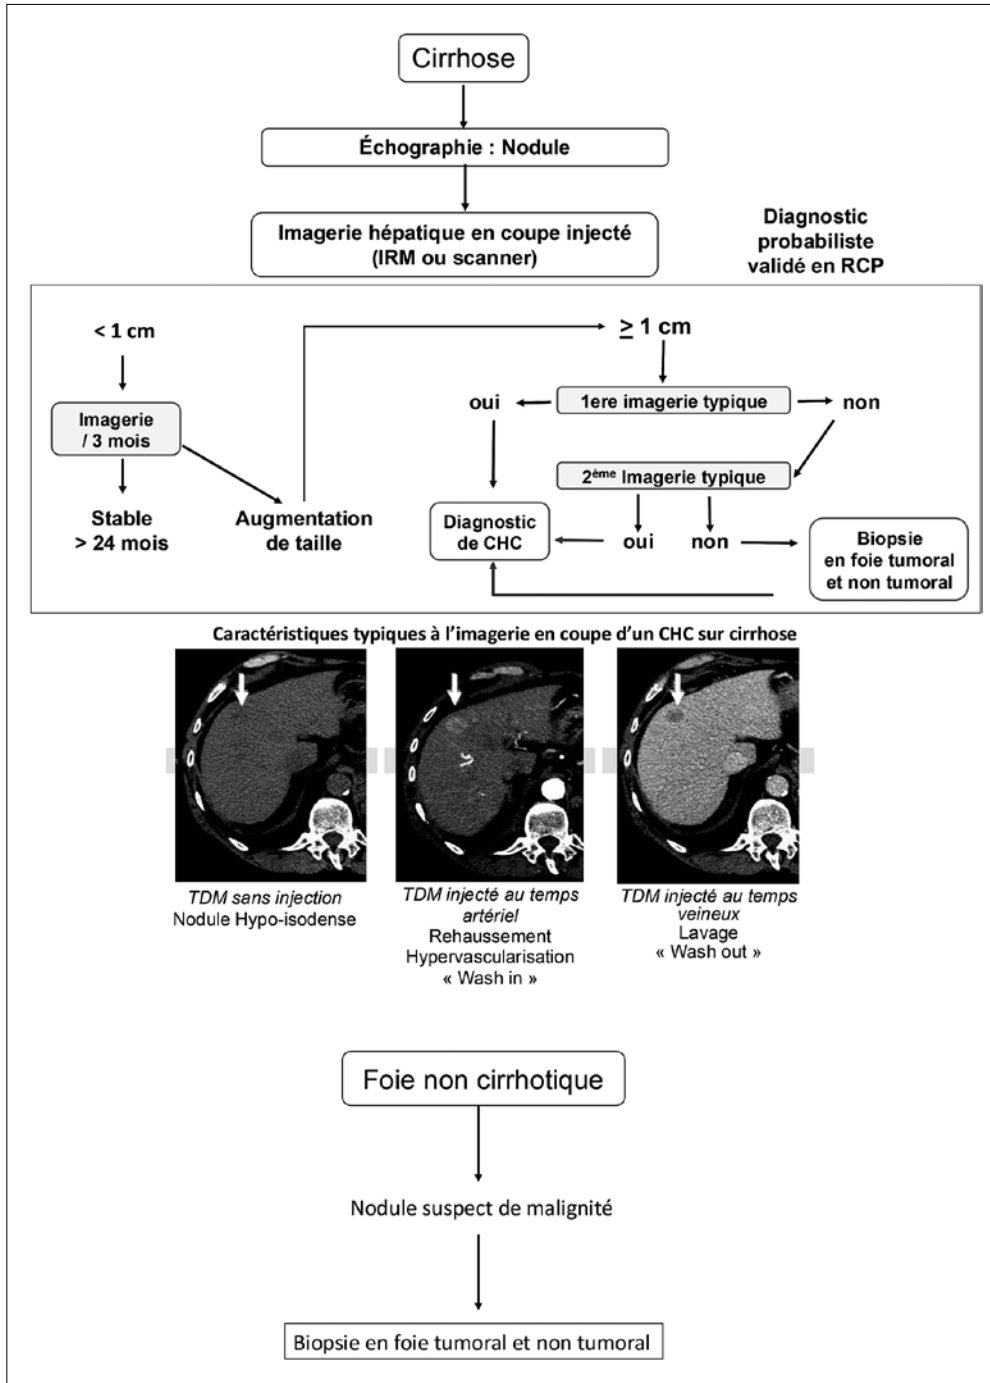 Cirrhose
Échographie : Nodule
Imagerie hépatique en coupe injecté
(IRM ou scanner)
Diagnostic
probabiliste
validé en RCP
< 1 cm
≥ 1 cm
oui
1ere imagerie typique
non
Imagerie
/ 3 mois
2ème Imagerie typique
Stable
> 24 mois
Augmentation
de taille
Diagnostic
de CHC
oui
non
Biopsie
en foie tumoral
et non tumoral
Caractéristiques typiques à l’imagerie en coupe d’un CHC sur cirrhose
TDM sans injection
Nodule Hypo-isodense
TDM injecté au temps
artériel
Rehaussement
Hypervascularisation
« Wash in »
TDM injecté au temps
veineux
Lavage
« Wash out »
Foie non cirrhotique
Nodule suspect de malignité
Biopsie en foie tumoral et non tumoral